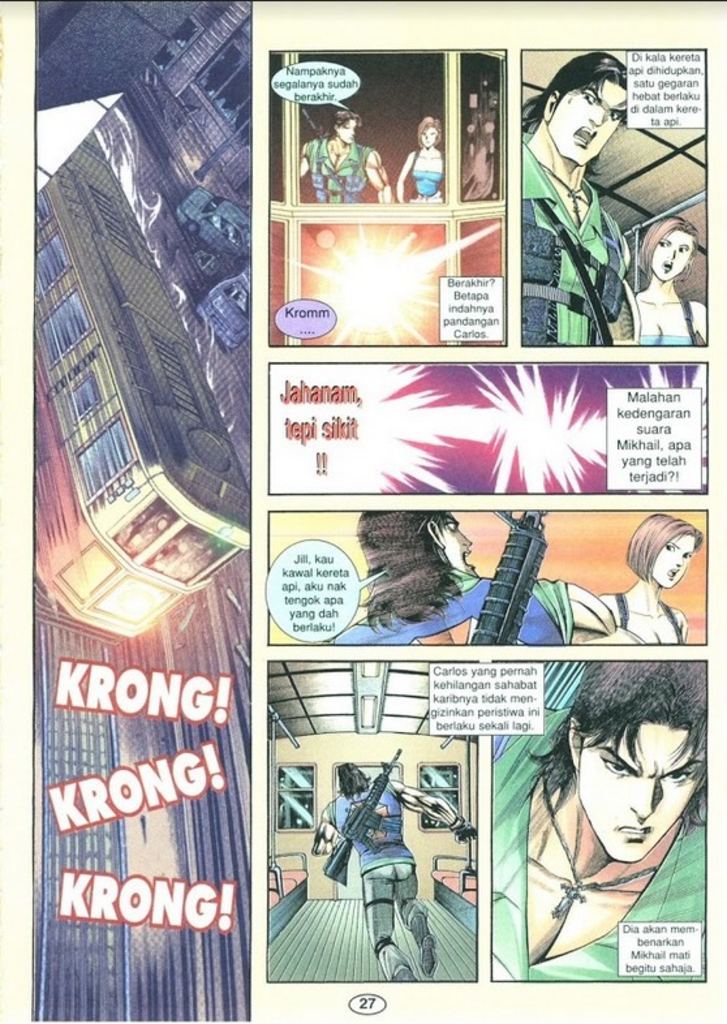 KRONG!
KRONG!
KRONG!
Nampaknya
segalanya sudah
berakhir.
Berakhir?
Betapa
indahnya
pandangan
Carlos.
Kromm
....
Di kala kereta
api dihidupkan,
satu gegaran
hebat berlaku
di dalam kere-
ta api.
Jahanam,
tepi sikit
!!
Malahan
kedengaran
suara
Mikhail, apa
yang telah
terjadi?!
Jill, kau
kawal kereta
api, aku nak
tengok apa
yang dah
berlaku!
Carlos yang pernah
kehilangan sahabat
karibnya tidak men-
gizinkan peristiwa ini
berlaku sekali lagi.
Dia akan mem-
benarkan
Mikhail mati
begitu sahaja.
27